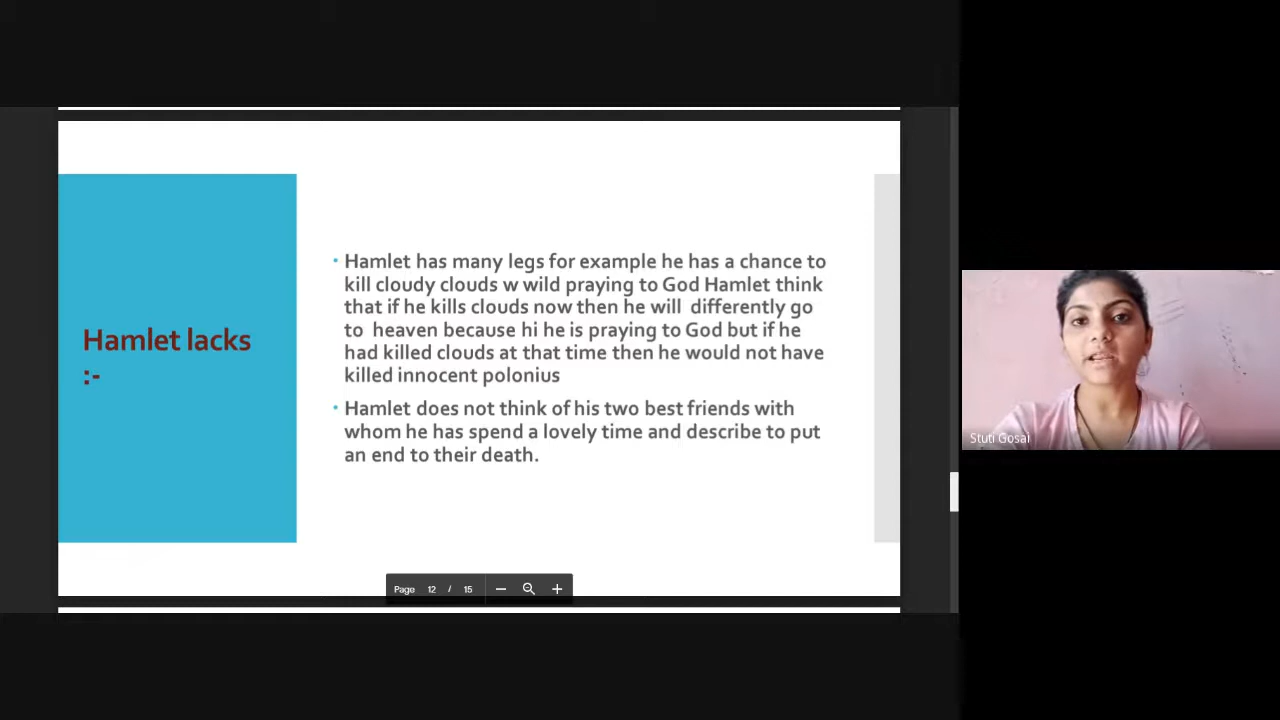 Hamlet lacks
:-
• Hamlet has many legs for example he has a chance to
kill cloudy clouds w wild praying to God Hamlet think
that if he kills clouds now then he will differently go
to heaven because hi he is praying to God but if he
had killed clouds at that time then he would not have
killed innocent polonius
• Hamlet does not think of his two best friends with
whom he has spend a lovely time and describe to put
an end to their death.
Page 12 / 15
Stuti Gosai